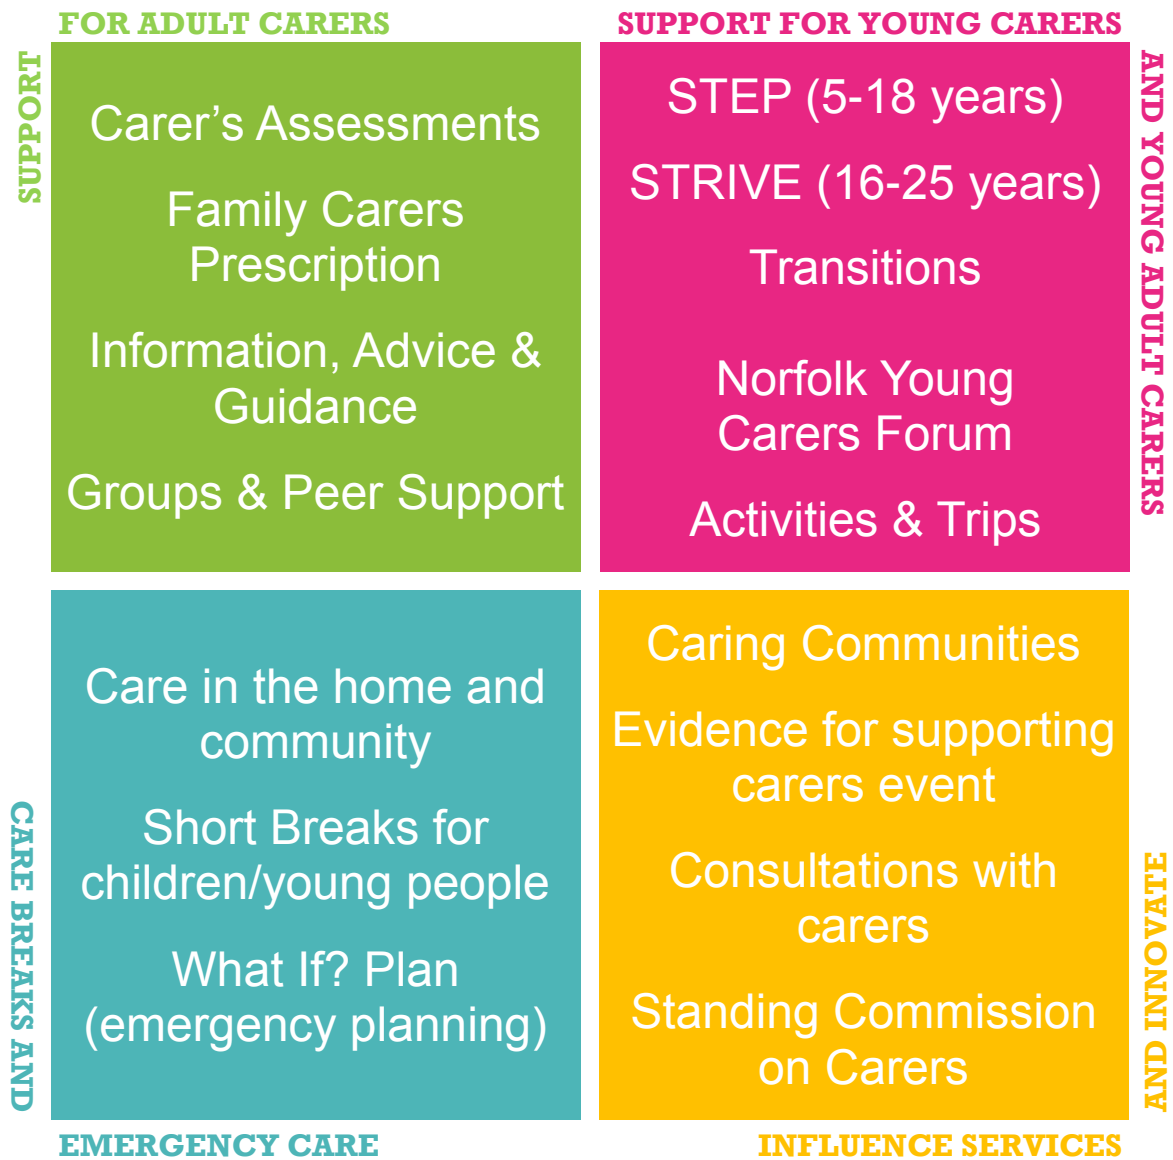 SUPPORT
FOR ADULT CARERS
Carer’s Assessments
Family Carers
Prescription
Information, Advice &
Guidance
Groups & Peer Support
SUPPORT FOR YOUNG CARERS
AND YOUNG ADULT CARERS
STEP (5-18 years)
STRIVE (16-25 years)
Transitions
Norfolk Young
Carers Forum
Activities & Trips
CARE BREAKS AND
EMERGENCY CARE
Care in the home and
community
Short Breaks for
children/young people
What If? Plan
(emergency planning)
INFLUENCE SERVICES
AND INNOVATE
Caring Communities
Evidence for supporting
carers event
Consultations with
carers
Standing Commission
on Carers